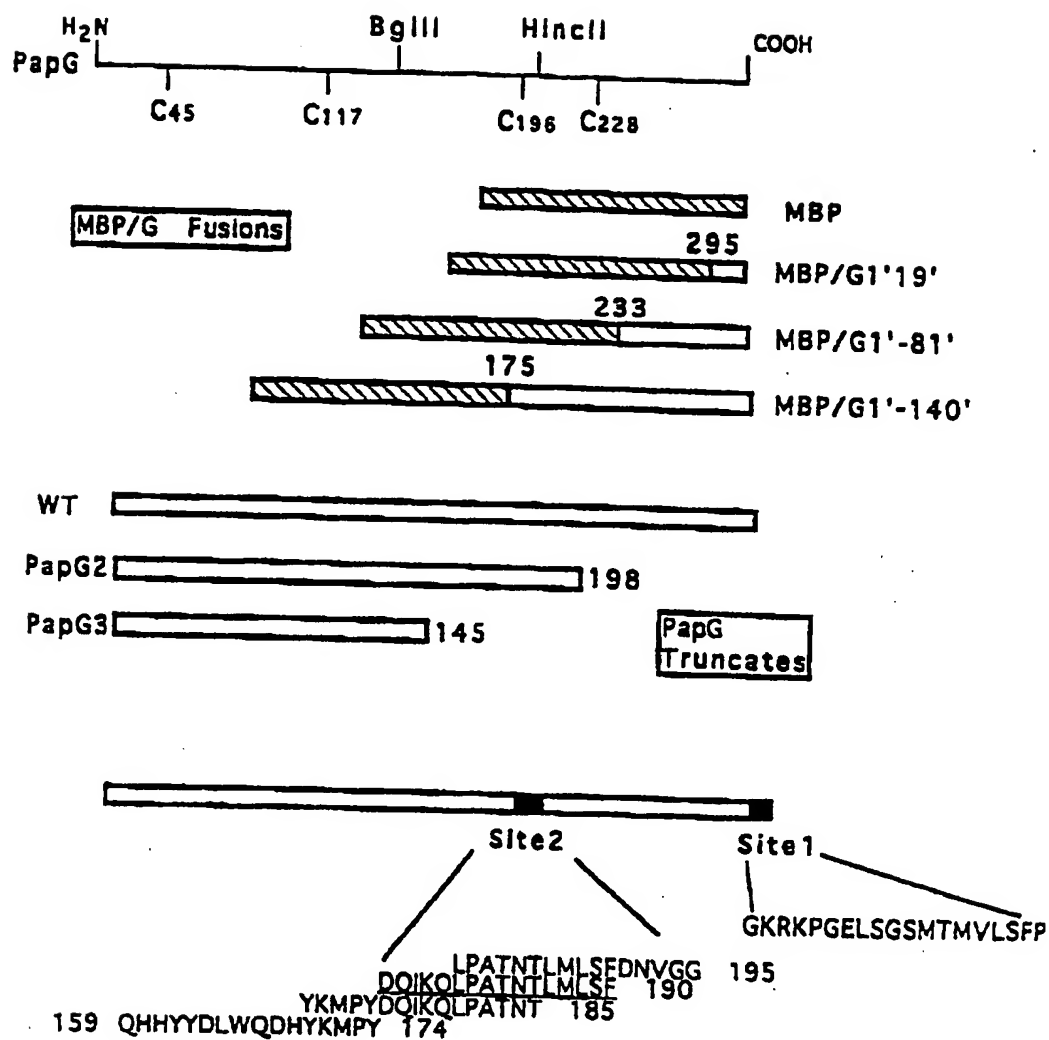 H2N BglII HincII COOH
PapG
C45 C117 C196 C228
MBP/G Fusions
MBP
295
MBP/G1'19'
233
MBP/G1'-81'
175
MBP/G1'-140'
WT
PapG2 198
PapG3 145
PapG
Truncates
Site2 Site1
GKRKPGELSGSMTMVLSFP
LPATNTLMLSFDNVGG 195
DQIKQLPATNTLMLSF 190
YKMPYDQIKQLPATNT 185
159 QHHYYDLWQDHYKMPY 174